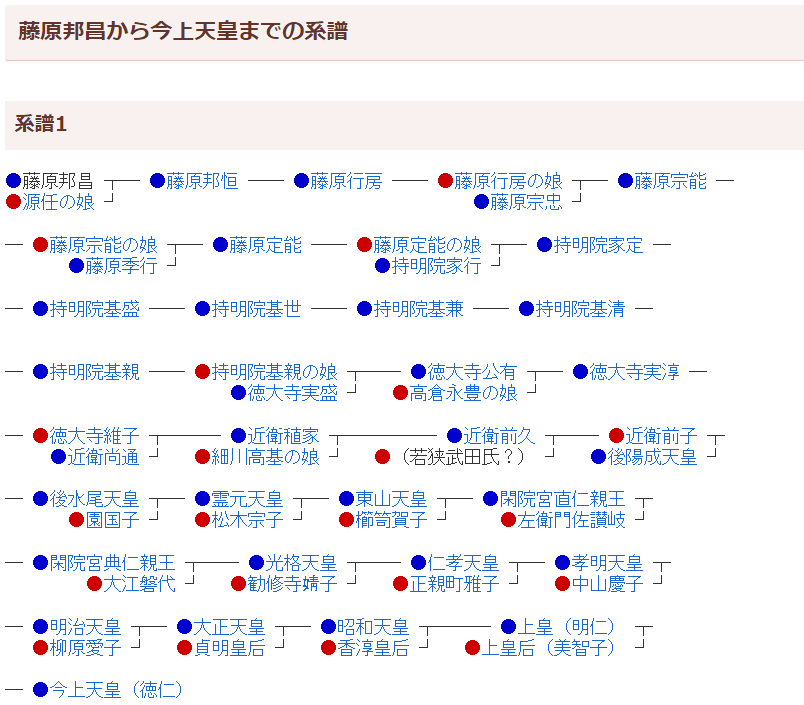 藤原邦昌から今上天皇までの系譜
系譜1
●藤原邦昌 ┬─ ●藤原邦恒 ── ●藤原行房 ── ●藤原行房の娘 ┬─ ●藤原宗能 ─
●源任の娘 ┘ ●藤原宗忠 ┘
─ ●藤原宗能の娘 ┬─ ●藤原定能 ── ●藤原定能の娘 ┬─ ●持明院家定 ─
●藤原季行 ┘ ●持明院家行 ┘
─ ●持明院基盛 ── ●持明院基世 ── ●持明院基兼 ── ●持明院基清 ─
─ ●持明院基親 ── ●持明院基親の娘 ┬── ●徳大寺公有 ┬─ ●徳大寺実淳 ─
●徳大寺実盛 ┘ ●高倉永豊の娘 ┘
─ ●徳大寺維子 ┬─── ●近衛稙家 ┬──── ●近衛前久 ┬── ●近衛前子 ┬
●近衛尚通 ┘ ●細川高基の娘 ┘ ●（若狭武田氏？） ┘ ●後陽成天皇 ┘
─ ●後水尾天皇 ┬─ ●霊元天皇 ┬─ ●東山天皇 ┬─ ●閑院宮直仁親王 ┬
●園国子 ┘ ●松木宗子 ┘ ●櫛笥賀子 ┘ ●左衛門佐讃岐 ┘
─ ●閑院宮典仁親王 ┬── ●光格天皇 ┬── ●仁孝天皇 ┬─ ●孝明天皇 ┬
●大江磐代 ┘ ●勧修寺婧子 ┘ ●正親町雅子 ┘ ●中山慶子 ┘
─ ●明治天皇 ┬─ ●大正天皇 ┬─ ●昭和天皇 ┬─── ●上皇（明仁） ┬
●柳原愛子 ┘ ●貞明皇后 ┘ ●香淳皇后 ┘ ●上皇后（美智子） ┘
─ ●今上天皇（徳仁）